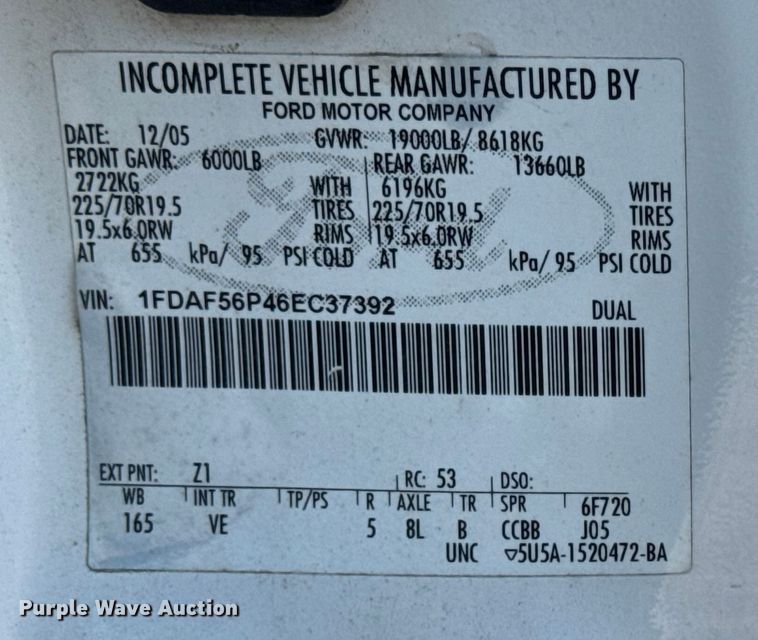 INCOMPLETE VEHICLE MANUFACTURED BY
FORD MOTOR COMPANY
DATE: 12/05 GVWR: 19000LB/ 8618KG
FRONT GAWR: 6000LB REAR GAWR: 13660LB
2722KG WITH 6196KG WITH
225/70R19.5 TIRES 225/70R19.5 TIRES
19.5x6.0RW RIMS 19.5x6.0RW RIMS
AT 655 kPa/ 95 PSI COLD AT 655 kPa/ 95 PSI COLD
VIN: 1FDAF56P46EC37392 DUAL
EXT PNT: Z1 RC: 53 DSO:
WB INT TR TP/PS R AXLE TR SPR 6F720
165 VE 5 8L B CCBB J05
UNC ▽5U5A-1520472-BA
Purple Wave Auction